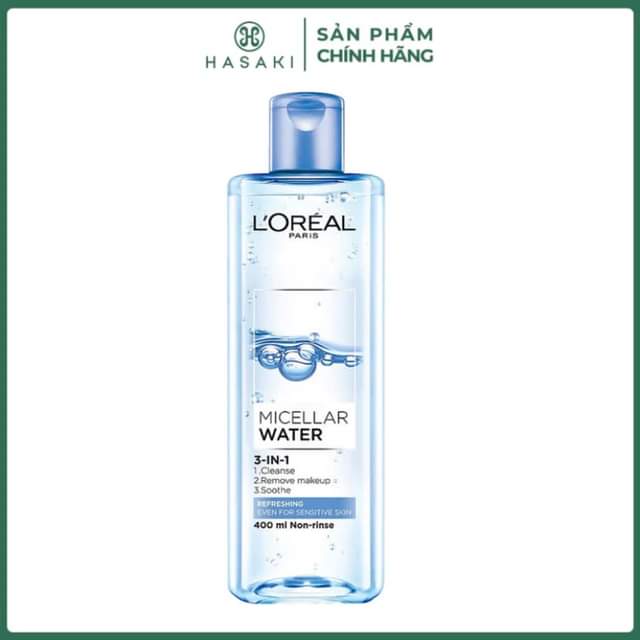 HASAKI
SẢN PHẨM
CHÍNH HÃNG
L'ORÉAL
PARIS
MICELLAR
WATER
3-IN-1
1.Cleanse
2.Remove makeup
3.Soothe
REFRESHING
EVEN FOR SENSITIVE SKIN
400 ml Non-rinse